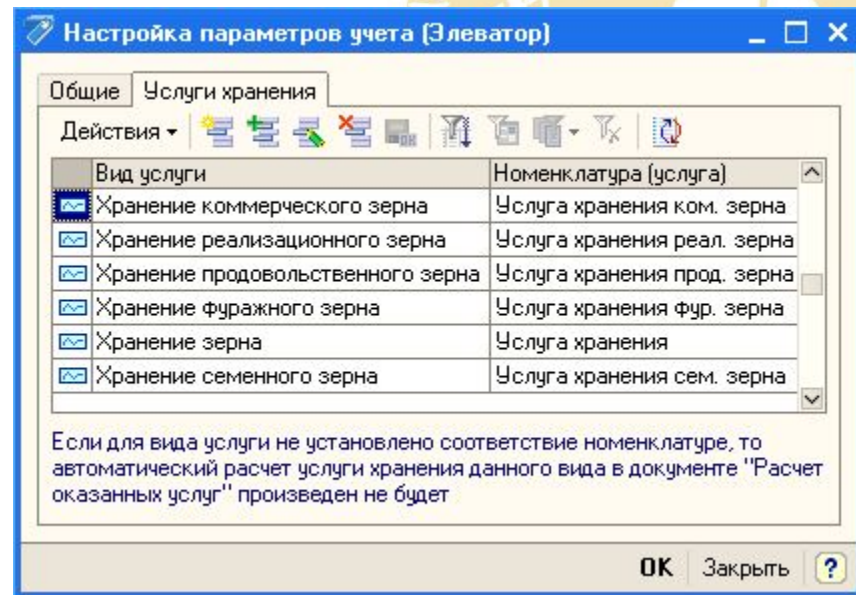 Настройка параметров учета (Элеватор)
Общие Услуги хранения
Действия
Вид услуги Номенклатура (услуга)
Хранение коммерческого зерна Услуга хранения ком. зерна
Хранение реализационного зерна Услуга хранения реал. зерна
Хранение продовольственного зерна Услуга хранения прод. зерна
Хранение фуражного зерна Услуга хранения фур. зерна
Хранение зерна Услуга хранения
Хранение семенного зерна Услуга хранения сем. зерна
Если для вида услуги не установлено соответствие номенклатуре, то
автоматический расчет услуги хранения данного вида в документе "Расчет
оказанных услуг" произведен не будет
OK Закрыть ?